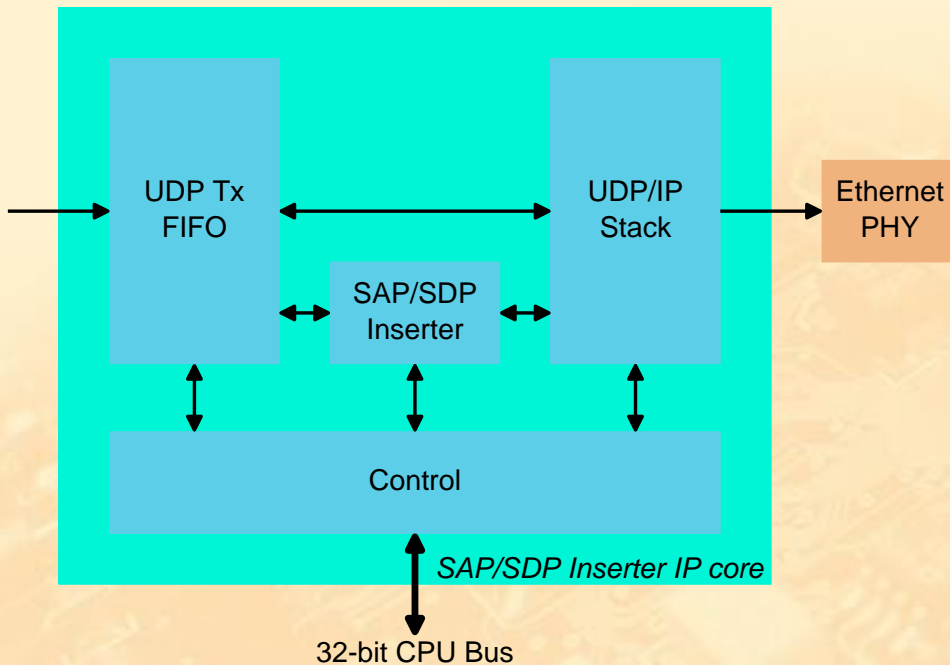 UDP Tx
FIFO
UDP/IP
Stack
Ethernet
PHY
SAP/SDP
Inserter
Control
SAP/SDP Inserter IP core
32-bit CPU Bus